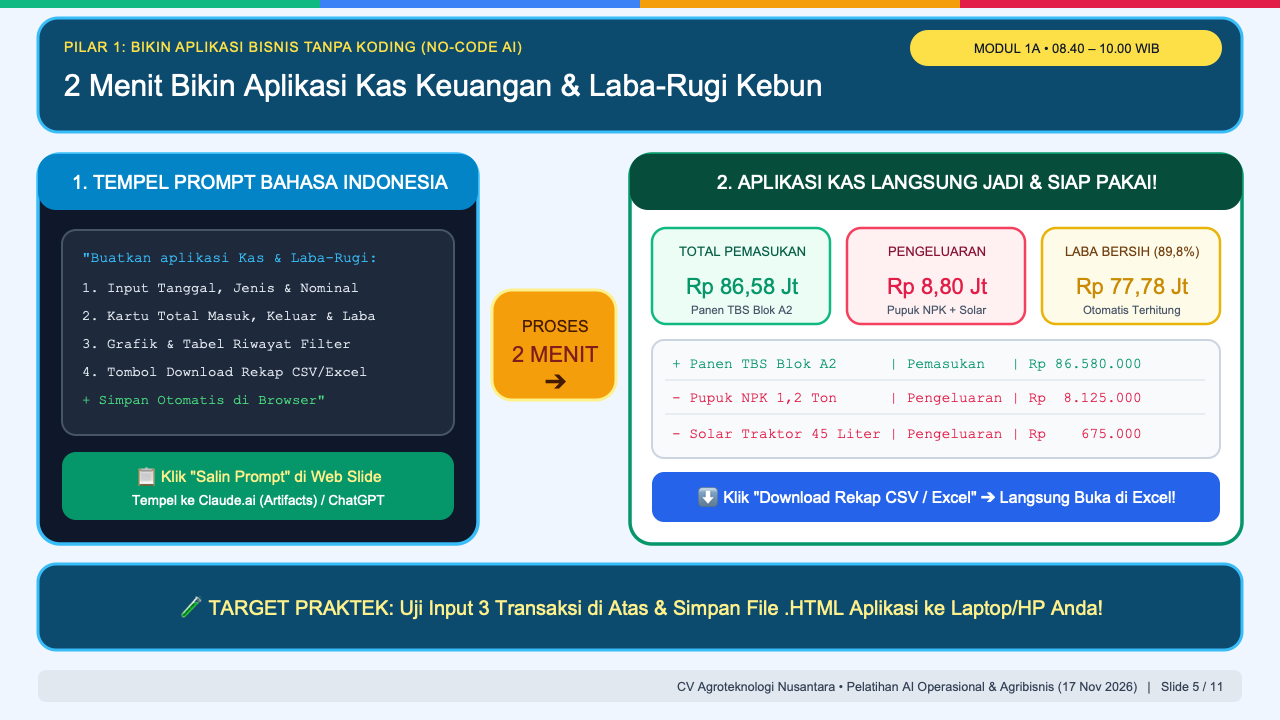 PILAR 1: BIKIN APLIKASI BISNIS TANPA KODING (NO-CODE AI)
MODUL 1A • 08.40 – 10.00 WIB
2 Menit Bikin Aplikasi Kas Keuangan & Laba-Rugi Kebun
1. TEMPEL PROMPT BAHASA INDONESIA
"Buatkan aplikasi Kas & Laba-Rugi:
1. Input Tanggal, Jenis & Nominal
2. Kartu Total Masuk, Keluar & Laba
3. Grafik & Tabel Riwayat Filter
4. Tombol Download Rekap CSV/Excel
+ Simpan Otomatis di Browser"
📋 Klik "Salin Prompt" di Web Slide
Tempel ke Claude.ai (Artifacts) / ChatGPT
PROSES
2 MENIT
➔
2. APLIKASI KAS LANGSUNG JADI & SIAP PAKAI!
TOTAL PEMASUKAN
Rp 86,58 Jt
Panen TBS Blok A2
PENGELUARAN
Rp 8,80 Jt
Pupuk NPK + Solar
LABA BERSIH (89,8%)
Rp 77,78 Jt
Otomatis Terhitung
+ Panen TBS Blok A2 | Pemasukan | Rp 86.580.000
- Pupuk NPK 1,2 Ton | Pengeluaran | Rp 8.125.000
- Solar Traktor 45 Liter | Pengeluaran | Rp 675.000
⬇️ Klik "Download Rekap CSV / Excel" ➔ Langsung Buka di Excel!
🧪 TARGET PRAKTEK: Uji Input 3 Transaksi di Atas & Simpan File .HTML Aplikasi ke Laptop/HP Anda!
CV Agroteknologi Nusantara • Pelatihan AI Operasional & Agribisnis (17 Nov 2026) | Slide 5 / 11